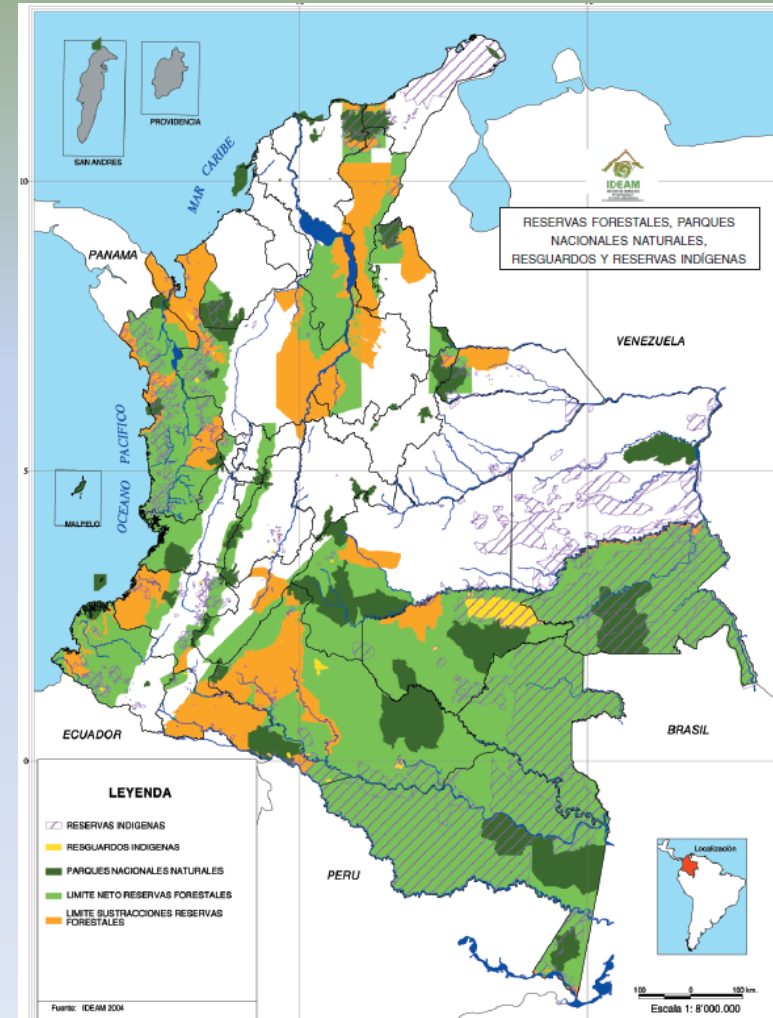 SAN ANDRES
PROVIDENCIA
MAR CARIBE
10
IDEAM
RESERVAS FORESTALES, PARQUES
NACIONALES NATURALES,
RESGUARDOS Y RESERVAS INDÍGENAS
PANAMA
VENEZUELA
OCEANO PACIFICO
5
MALPELO
ECUADOR
BRASIL
0
PERU
LEYENDA
RESERVAS INDIGENAS
RESGUARDOS INDIGENAS
PARQUES NACIONALES NATURALES
LIMITE NETO RESERVAS FORESTALES
LIMITE SUSTRACCIONES RESERVAS
FORESTALES
Fuente: IDEAM 2004
Localización
100 0 100 km.
Escala 1: 8'000.000